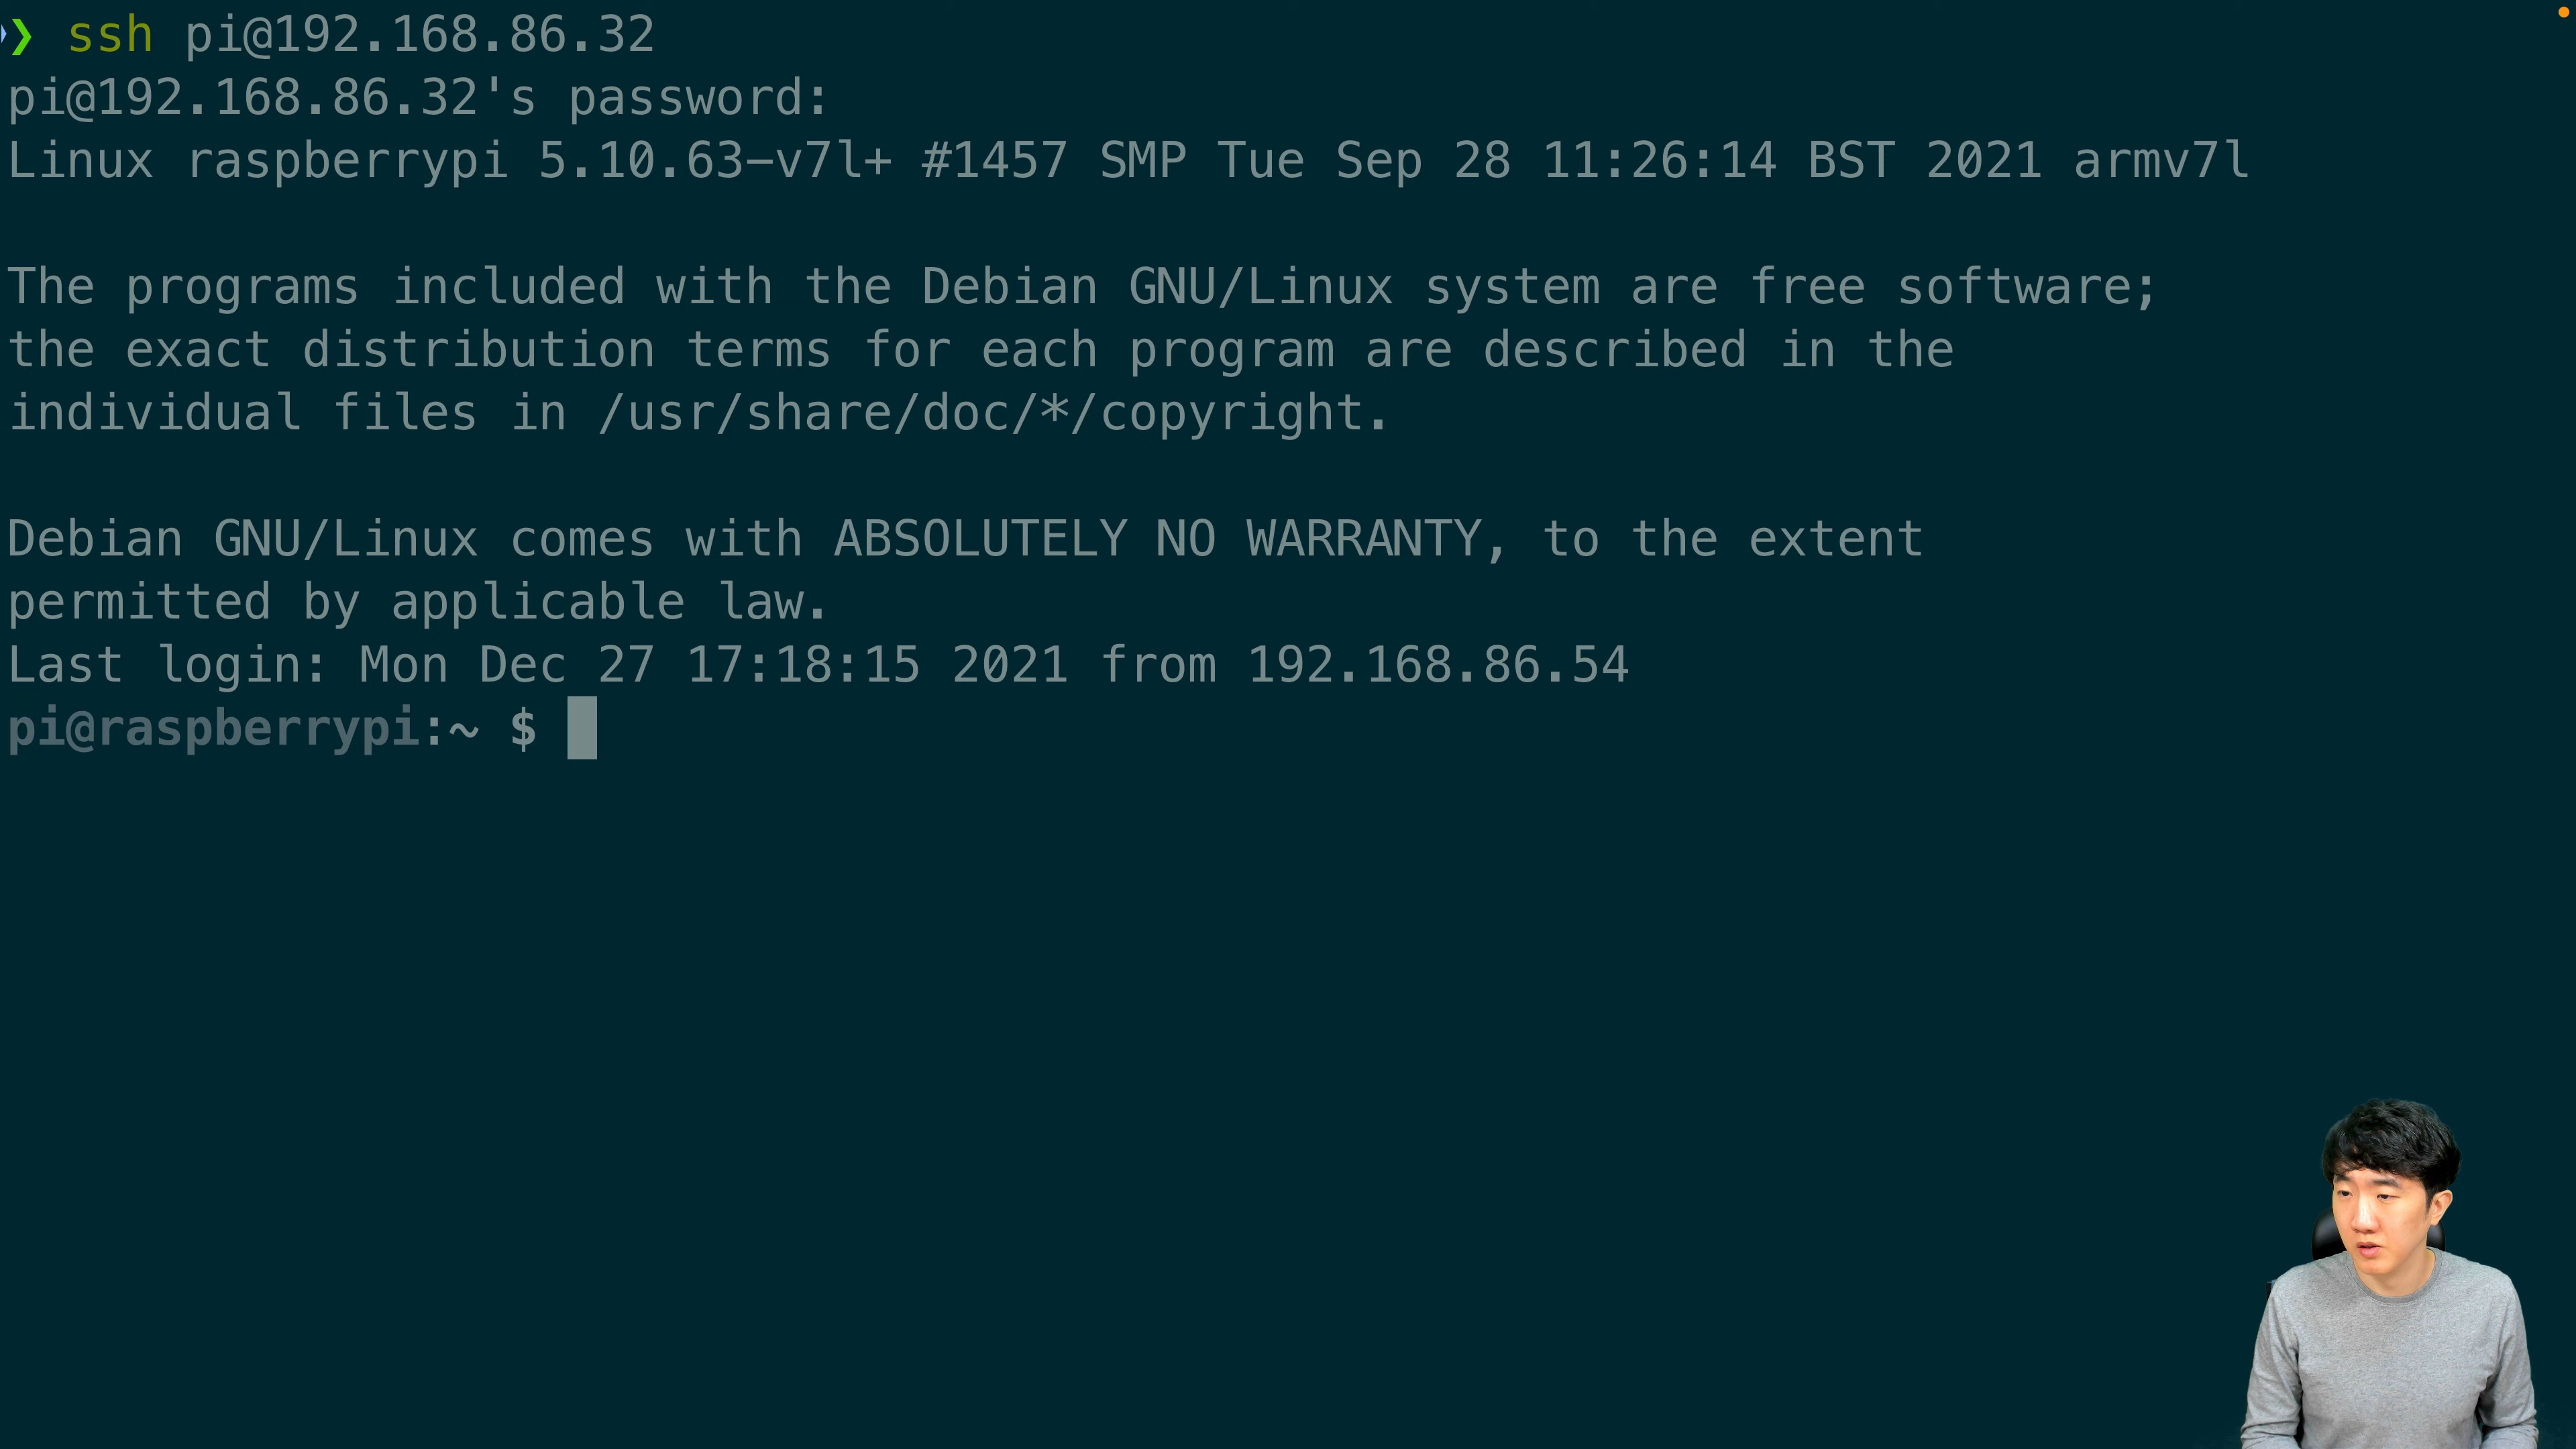 ❯ ssh pi@192.168.86.32
pi@192.168.86.32's password:
Linux raspberrypi 5.10.63-v7l+ #1457 SMP Tue Sep 28 11:26:14 BST 2021 armv7l
The programs included with the Debian GNU/Linux system are free software;
the exact distribution terms for each program are described in the
individual files in /usr/share/doc/*/copyright.
Debian GNU/Linux comes with ABSOLUTELY NO WARRANTY, to the extent
permitted by applicable law.
Last login: Mon Dec 27 17:18:15 2021 from 192.168.86.54
pi@raspberrypi:~ $